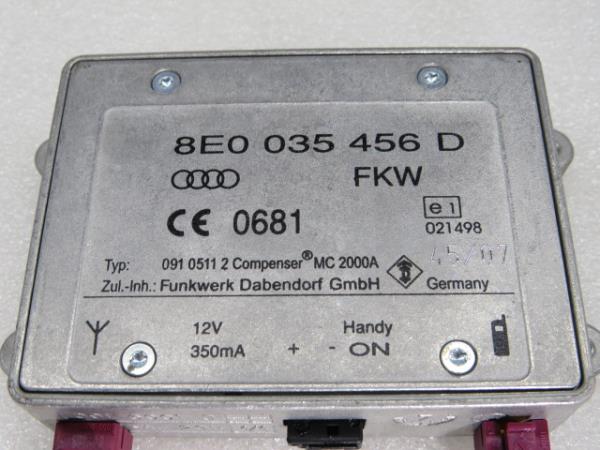 8E0 035 456 D
FKW
CE 0681
e1
021498
45/07
Typ: 091 0511 2 Compenser® MC 2000A
Zul.-Inh.: Funkwerk Dabendorf GmbH Germany
12V Handy
350mA + - ON